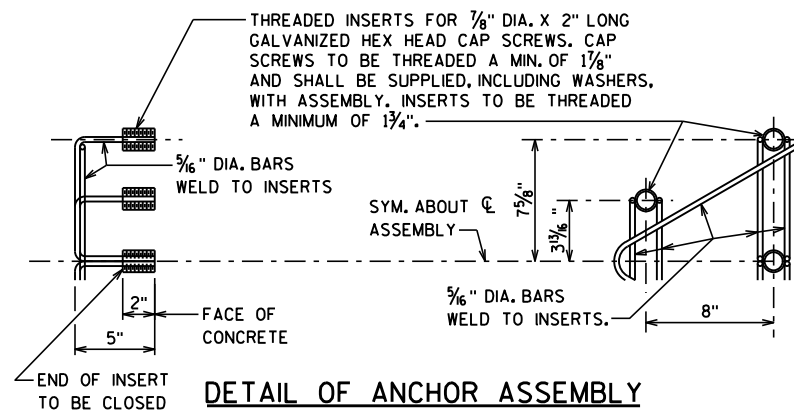 THREADED INSERTS FOR 7/8" DIA. X 2" LONG
GALVANIZED HEX HEAD CAP SCREWS. CAP
SCREWS TO BE THREADED A MIN. OF 1 7/8"
AND SHALL BE SUPPLIED, INCLUDING WASHERS,
WITH ASSEMBLY. INSERTS TO BE THREADED
A MINIMUM OF 1 3/4".
5/16" DIA. BARS
WELD TO INSERTS
SYM. ABOUT ℄
ASSEMBLY
7 5/8"
3 13/16"
5/16" DIA. BARS
WELD TO INSERTS.
8"
2"
5"
FACE OF
CONCRETE
END OF INSERT
TO BE CLOSED
DETAIL OF ANCHOR ASSEMBLY